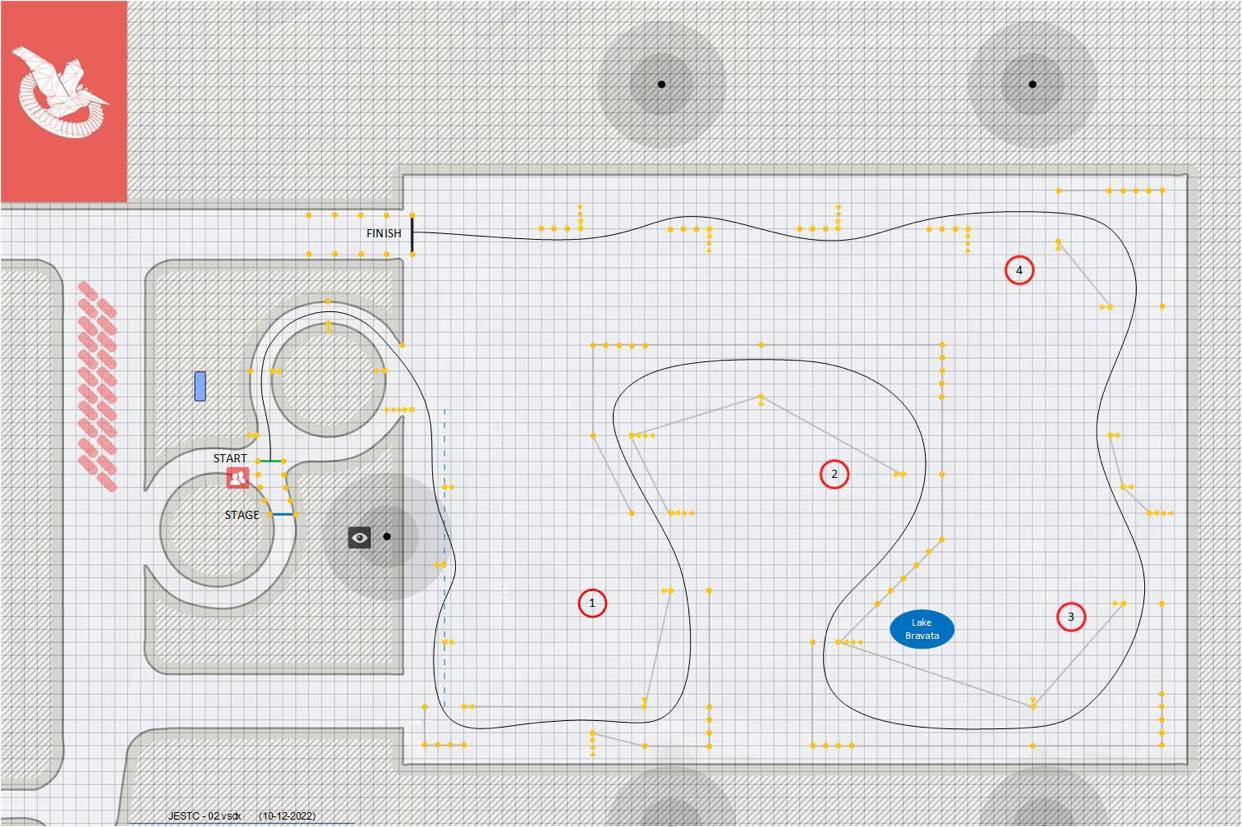 FINISH
4
START
2
STAGE
1
3
Lake
Bravata
JESTC - 02.vsdx (10-12-2022)